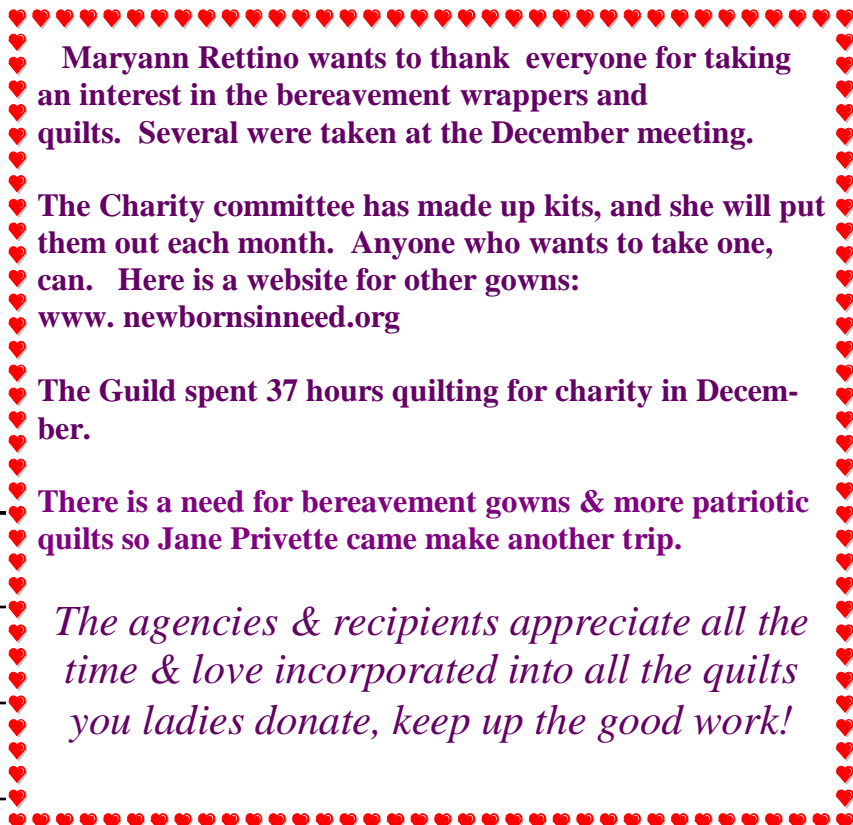 Maryann Rettino wants to thank  everyone for taking
an interest in the bereavement wrappers and
quilts.  Several were taken at the December meeting.
The Charity committee has made up kits, and she will put
them out each month.  Anyone who wants to take one,
can.   Here is a website for other gowns:
www. newbornsinneed.org
The Guild spent 37 hours quilting for charity in Decem-
ber.
There is a need for bereavement gowns & more patriotic
quilts so Jane Privette came make another trip.
The agencies & recipients appreciate all the
time & love incorporated into all the quilts
you ladies donate, keep up the good work!